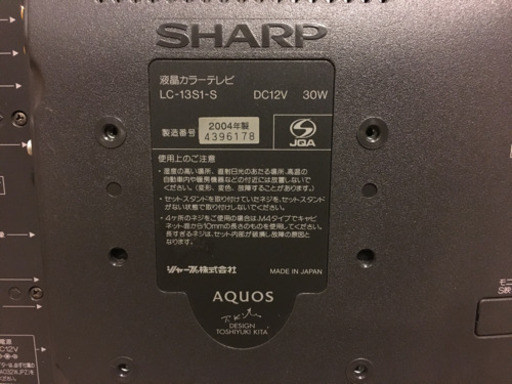 SHARP
液晶カラーテレビ
LC-13S1-S DC12V 30W
製造番号 2004年製
4396178
JQA
使用上のご注意
・湿度の高い場所、直射日光のあたる場所、高温の
自動車内や暖房機器などの付近には放置しないで
ください。(変形、変色、故障することがあります。)
・セットスタンドを取り付けていたネジを、セットスタンド
がない状態で取り付けしないでください。
・4ケ所のネジをご使用の場合は、M4タイプでキャビ
ネット面から10mmの長さのものを使用してください。
長すぎるネジは、セット内部が破損し故障の原因と
なります。
シャープ株式会社
MADE IN JAPAN
AQUOS
DESIGN
TOSHIYUKI KITA
モニ
S映
電源
DC12V